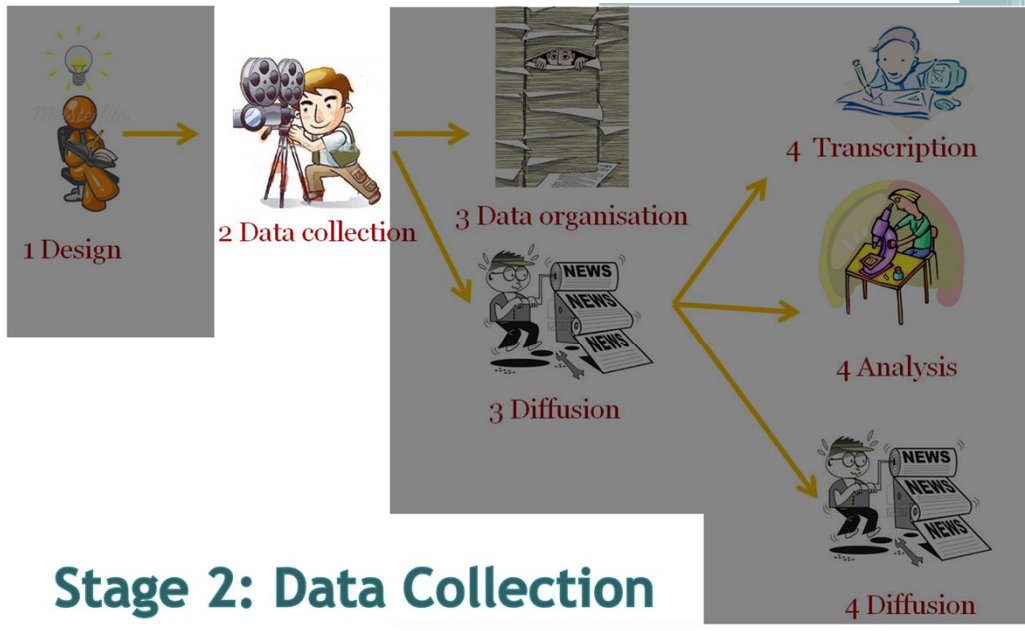 1 Design
2 Data collection
3 Data organisation
NEWS
NEWS
NEWS
3 Diffusion
4 Transcription
4 Analysis
NEWS
NEWS
NEWS
4 Diffusion
Stage 2: Data Collection